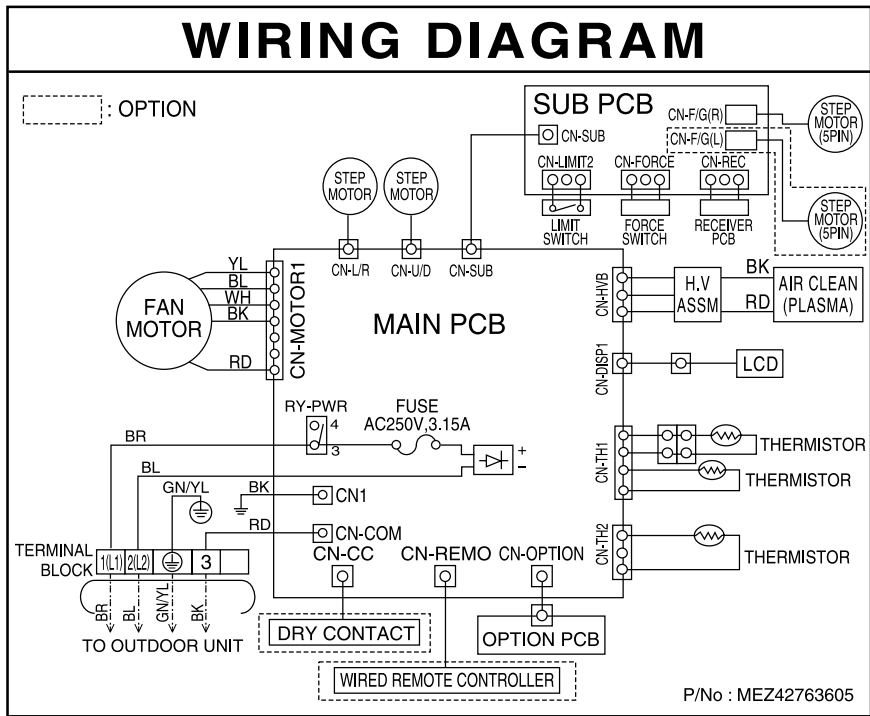 WIRING DIAGRAM
: OPTION
SUB PCB
CN-SUB
CN-F/G(R)
CN-F/G(L)
STEP
MOTOR
(5PIN)
STEP
MOTOR
(5PIN)
CN-LIMIT2
CN-FORCE
CN-REC
LIMIT
SWITCH
FORCE
SWITCH
RECEIVER
PCB
STEP
MOTOR
STEP
MOTOR
CN-L/R
CN-U/D
CN-SUB
FAN
MOTOR
YL
BL
WH
BK
RD
CN-MOTOR1
MAIN PCB
CN-HVB
H.V
ASSM
BK
RD
AIR CLEAN
(PLASMA)
CN-DISP1
LCD
RY-PWR
4
3
FUSE
AC250V,3.15A
+
-
BR
BL
CN-TH1
THERMISTOR
THERMISTOR
CN-TH2
THERMISTOR
GN/YL
BK
CN1
RD
CN-COM
CN-CC
CN-REMO
CN-OPTION
TERMINAL
BLOCK
1(L1)
2(L2)
3
BR
BL
GN/YL
BK
TO OUTDOOR UNIT
DRY CONTACT
OPTION PCB
WIRED REMOTE CONTROLLER
P/No : MEZ42763605